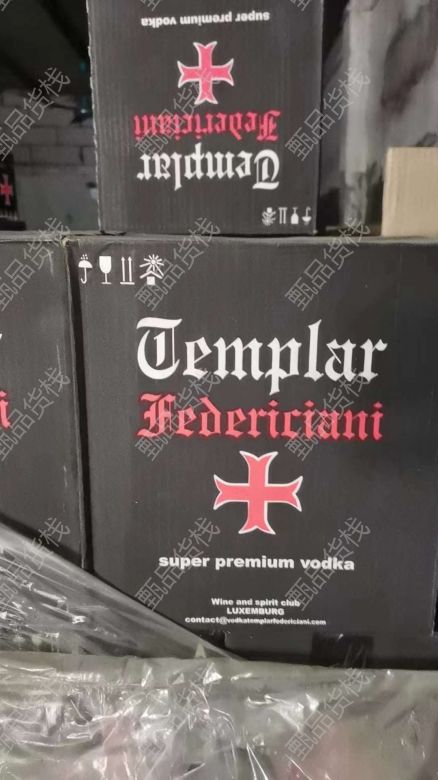 super premium vodka
Federiciani
Templar
Templar
Federiciani
super premium vodka
Wine and spirit club
LUXEMBURG
contact@vodkatemplarfedericiani.com
甄品货栈